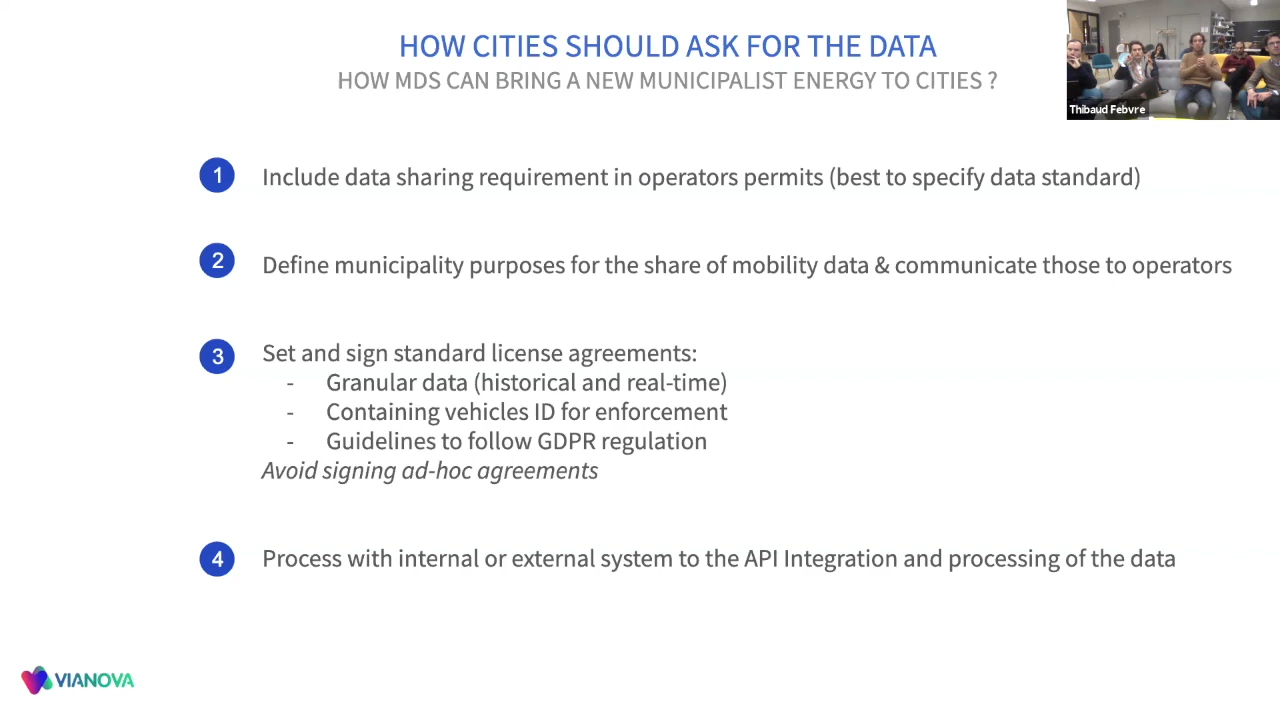 HOW CITIES SHOULD ASK FOR THE DATA
HOW MDS CAN BRING A NEW MUNICIPALIST ENERGY TO CITIES ?
Thibaud Febvre
1 Include data sharing requirement in operators permits (best to specify data standard)
2 Define municipality purposes for the share of mobility data & communicate those to operators
3 Set and sign standard license agreements:
- Granular data (historical and real-time)
- Containing vehicles ID for enforcement
- Guidelines to follow GDPR regulation
Avoid signing ad-hoc agreements
4 Process with internal or external system to the API Integration and processing of the data
VIANOVA